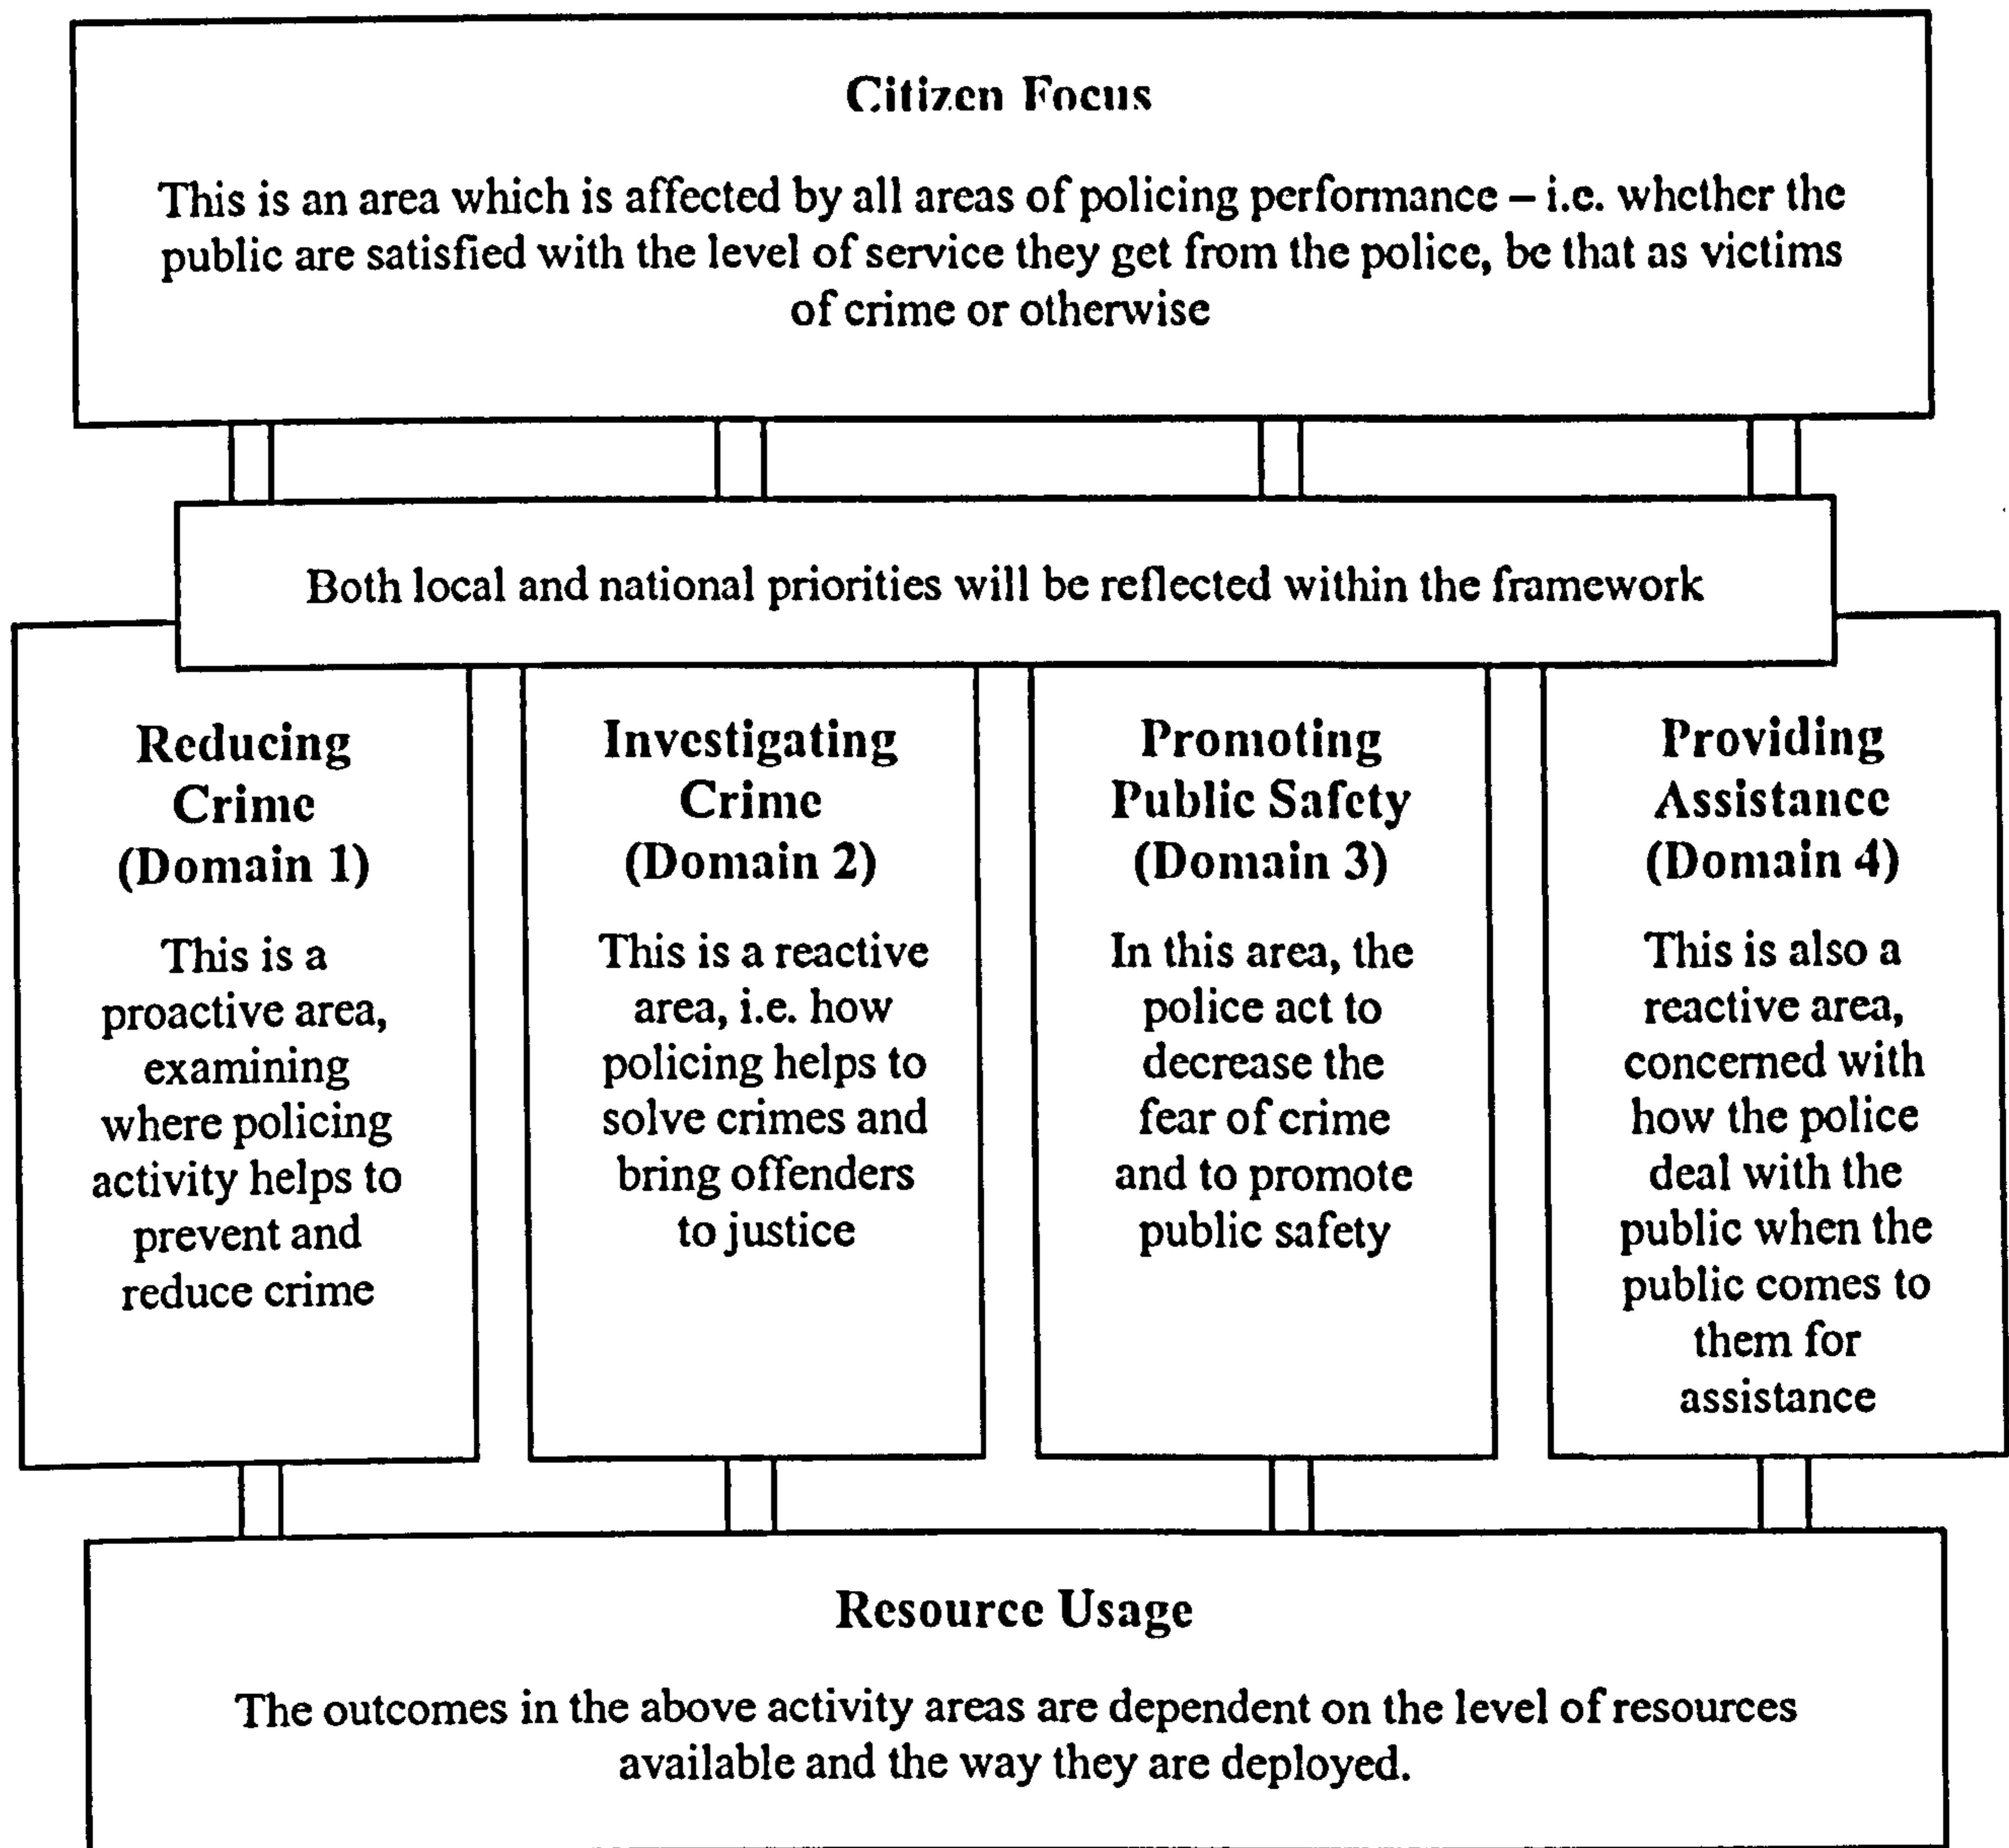 Citizen Focus
This is an area which is affected by all areas of policing performance – i.e. whether the
public are satisfied with the level of service they get from the police, be that as victims
of crime or otherwise
Both local and national priorities will be reflected within the framework
Reducing
Crime
(Domain 1)
This is a
proactive area,
examining
where policing
activity helps to
prevent and
reduce crime
Investigating
Crime
(Domain 2)
This is a reactive
area, i.e. how
policing helps to
solve crimes and
bring offenders
to justice
Promoting
Public Safety
(Domain 3)
In this area, the
police act to
decrease the
fear of crime
and to promote
public safety
Providing
Assistance
(Domain 4)
This is also a
reactive area,
concerned with
how the police
deal with the
public when the
public comes to
them for
assistance
Resource Usage
The outcomes in the above activity areas are dependent on the level of resources
available and the way they are deployed.